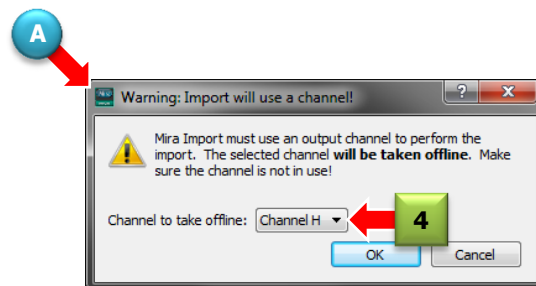 A
Warning: Import will use a channel!
?
Mira Import must use an output channel to perform the
import. The selected channel will be taken offline. Make
sure the channel is not in use!
Channel to take offline: Channel H
4
OK Cancel